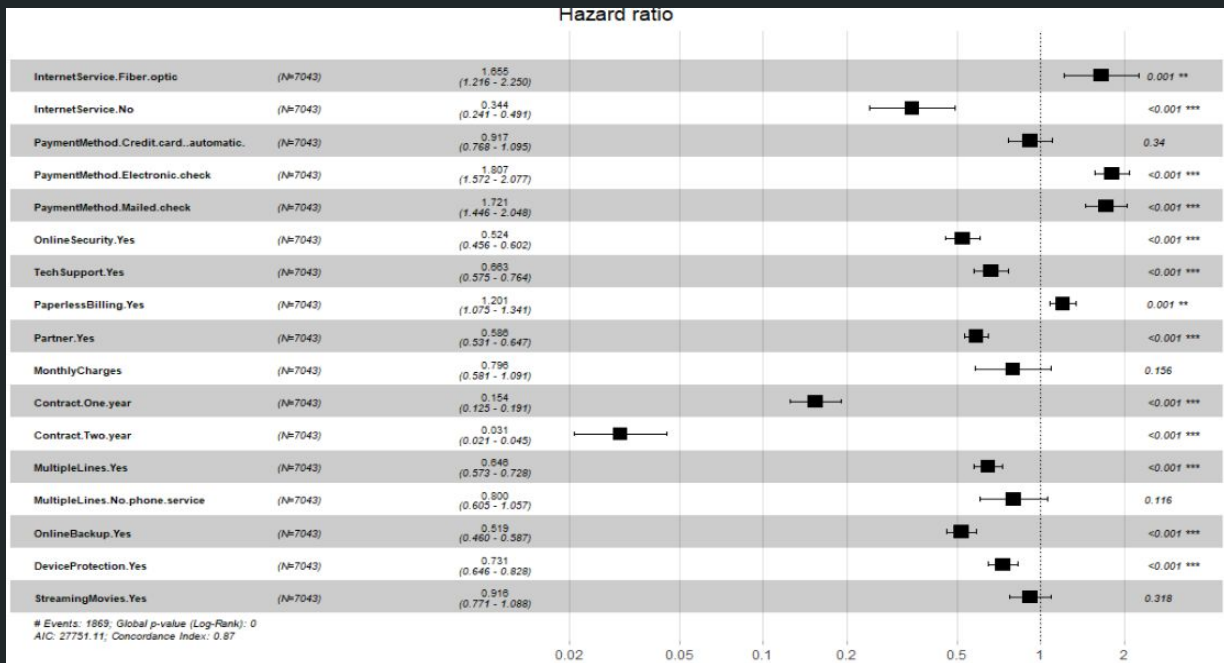 Hazard ratio
InternetService.Fiber.optic (N=7043) 1.655 0.001 **
(1.216 - 2.250)
InternetService.No (N=7043) 0.344 <0.001 ***
(0.241 - 0.491)
PaymentMethod.Credit.card..automatic. (N=7043) 0.917 0.34
(0.768 - 1.095)
PaymentMethod.Electronic.check (N=7043) 1.807 <0.001 ***
(1.572 - 2.077)
PaymentMethod.Mailed.check (N=7043) 1.721 <0.001 ***
(1.446 - 2.048)
OnlineSecurity.Yes (N=7043) 0.524 <0.001 ***
(0.456 - 0.602)
TechSupport.Yes (N=7043) 0.663 <0.001 ***
(0.575 - 0.764)
PaperlessBilling.Yes (N=7043) 1.201 0.001 **
(1.075 - 1.341)
Partner.Yes (N=7043) 0.586 <0.001 ***
(0.531 - 0.647)
MonthlyCharges (N=7043) 0.796 0.156
(0.581 - 1.091)
Contract.One.year (N=7043) 0.154 <0.001 ***
(0.125 - 0.191)
Contract.Two.year (N=7043) 0.031 <0.001 ***
(0.021 - 0.045)
MultipleLines.Yes (N=7043) 0.646 <0.001 ***
(0.573 - 0.728)
MultipleLines.No.phone.service (N=7043) 0.800 0.116
(0.605 - 1.057)
OnlineBackup.Yes (N=7043) 0.519 <0.001 ***
(0.460 - 0.587)
DeviceProtection.Yes (N=7043) 0.731 <0.001 ***
(0.646 - 0.828)
StreamingMovies.Yes (N=7043) 0.916 0.318
(0.771 - 1.088)
# Events: 1869; Global p-value (Log-Rank): 0
AIC: 27751.11; Concordance Index: 0.87
0.02 0.05 0.1 0.2 0.5 1 2